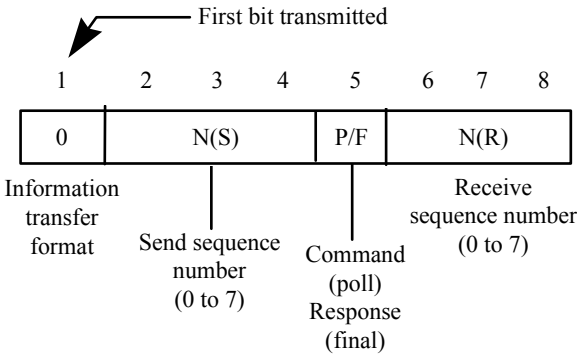 First bit transmitted
1 2 3 4 5 6 7 8
0 N(S) P/F N(R)
Information
transfer
format
Send sequence
number
(0 to 7)
Command
(poll)
Response
(final)
Receive
sequence number
(0 to 7)